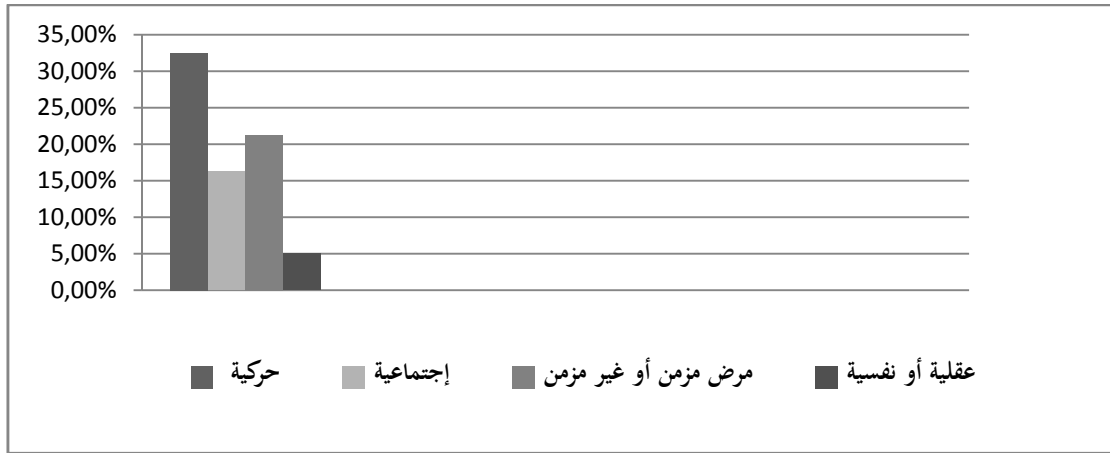 35,00%
30,00%
25,00%
20,00%
15,00%
10,00%
5,00%
0,00%
حركية
إجتماعية
مرض مزمن أو غير مزمن
عقلية أو نفسية